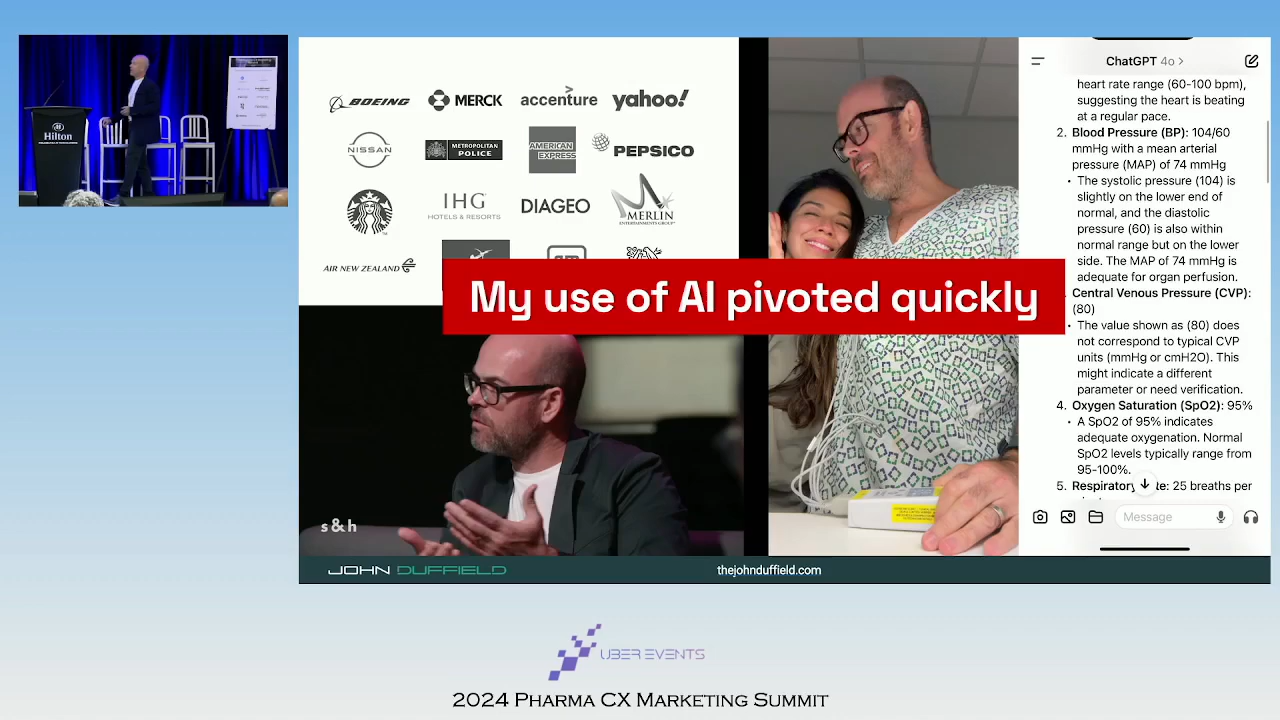 Hilton
BOEING
MERCK
accenture
yahoo!
NISSAN
METROPOLITAN
POLICE
AMERICAN
EXPRESS
PEPSICO
IHG
HOTELS & RESORTS
DIAGEO
MERLIN
ENTERTAINMENTS GROUP
AIR NEW ZEALAND
My use of AI pivoted quickly
s&h
ChatGPT 4o >
heart rate range (60-100 bpm),
suggesting the heart is beating
at a regular pace.
2. Blood Pressure (BP): 104/60
mmHg with a mean arterial
pressure (MAP) of 74 mmHg
• The systolic pressure (104) is
slightly on the lower end of
normal, and the diastolic
pressure (60) is also within
normal range but on the lower
side. The MAP of 74 mmHg is
adequate for organ perfusion.
Central Venous Pressure (CVP):
(80)
• The value shown as (80) does
not correspond to typical CVP
units (mmHg or cmH2O). This
might indicate a different
parameter or need verification.
4. Oxygen Saturation (SpO2): 95%
• A SpO2 of 95% indicates
adequate oxygenation. Normal
SpO2 levels typically range from
95-100%.
5. Respiratory 25 breaths per
Message
JOHN DUFFIELD
thejohnduffield.com
UBER EVENTS
2024 PHARMA CX MARKETING SUMMIT